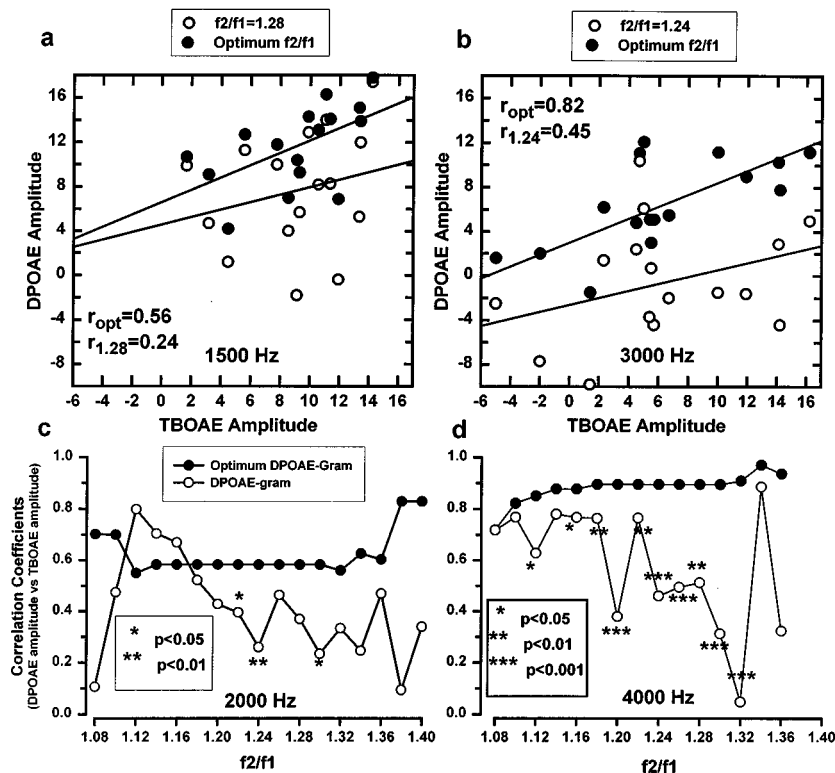 a
f2/f1=1.28
Optimum f2/f1
DPOAE Amplitude
16
12
8
4
0
-4
-8
ropt=0.56
r1.28=0.24
1500 Hz
-6 -4 -2 0 2 4 6 8 10 12 14 16
TBOAE Amplitude
b
f2/f1=1.24
Optimum f2/f1
DPOAE Amplitude
16
12
8
4
0
-4
-8
ropt=0.82
r1.24=0.45
3000 Hz
-6 -4 -2 0 2 4 6 8 10 12 14 16
TBOAE Amplitude
c
Optimum DPOAE-Gram
DPOAE-gram
Correlation Coefficients
(DPOAE amplitude vs TBOAE amplitude)
1.0
0.8
0.6
0.4
0.2
0.0
* ** *
* p<0.05
** p<0.01
2000 Hz
1.08 1.12 1.16 1.20 1.24 1.28 1.32 1.36 1.40
f2/f1
d
1.0
0.8
0.6
0.4
0.2
0.0
* * ** *** ** *** *** ** *** ***
* p<0.05
** p<0.01
*** p<0.001
4000 Hz
1.08 1.12 1.16 1.20 1.24 1.28 1.32 1.36 1.40
f2/f1